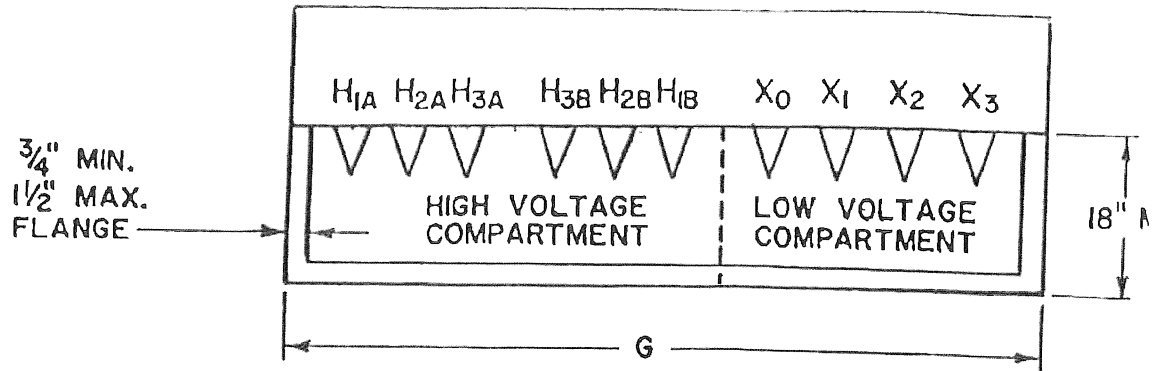 H1A H2A H3A H3B H2B H1B X0 X1 X2 X3
3/4" MIN.
1 1/2" MAX.
FLANGE
HIGH VOLTAGE
COMPARTMENT
LOW VOLTAGE
COMPARTMENT
18"
G